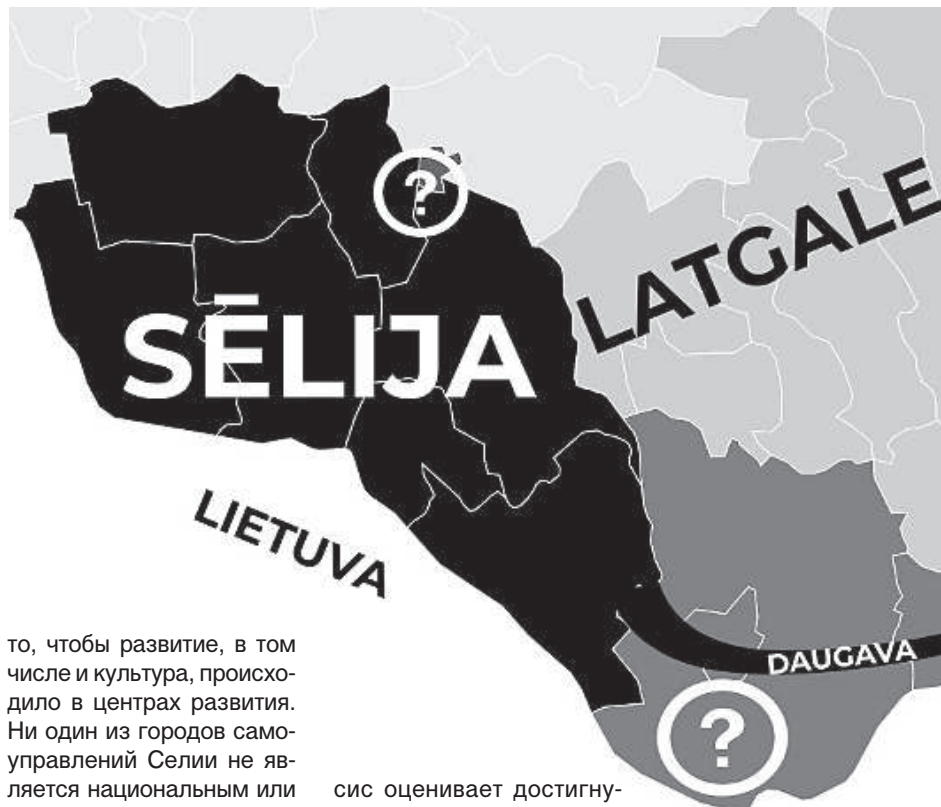 ?
LATGALE
SĒLIJA
LIETUVA
DAUGAVA
?
то, чтобы развитие, в том
числе и культура, происхо-
дило в центрах развития.
Ни один из городов само-
управлений Селии не яв-
ляется национальным или
сис оценивает достигну-